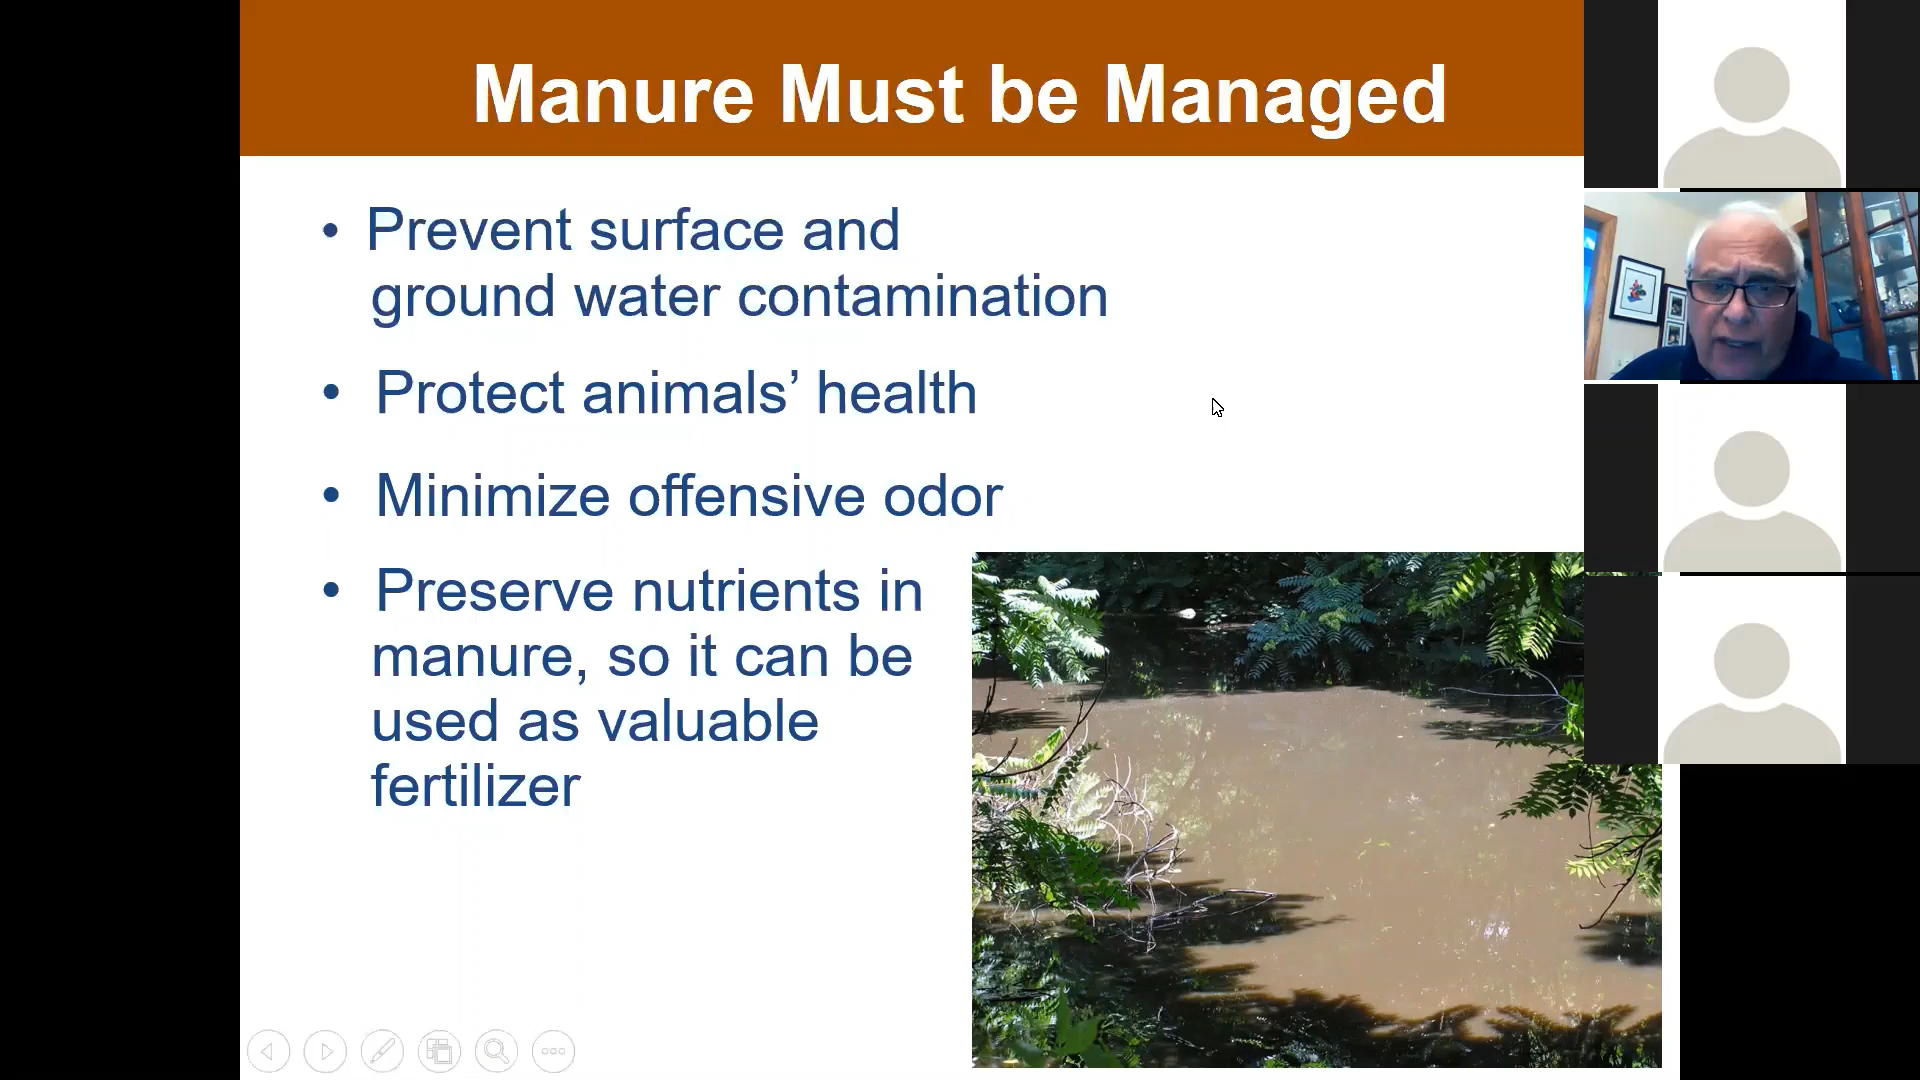 Manure Must be Managed
• Prevent surface and
ground water contamination
• Protect animals’ health
• Minimize offensive odor
• Preserve nutrients in
manure, so it can be
used as valuable
fertilizer